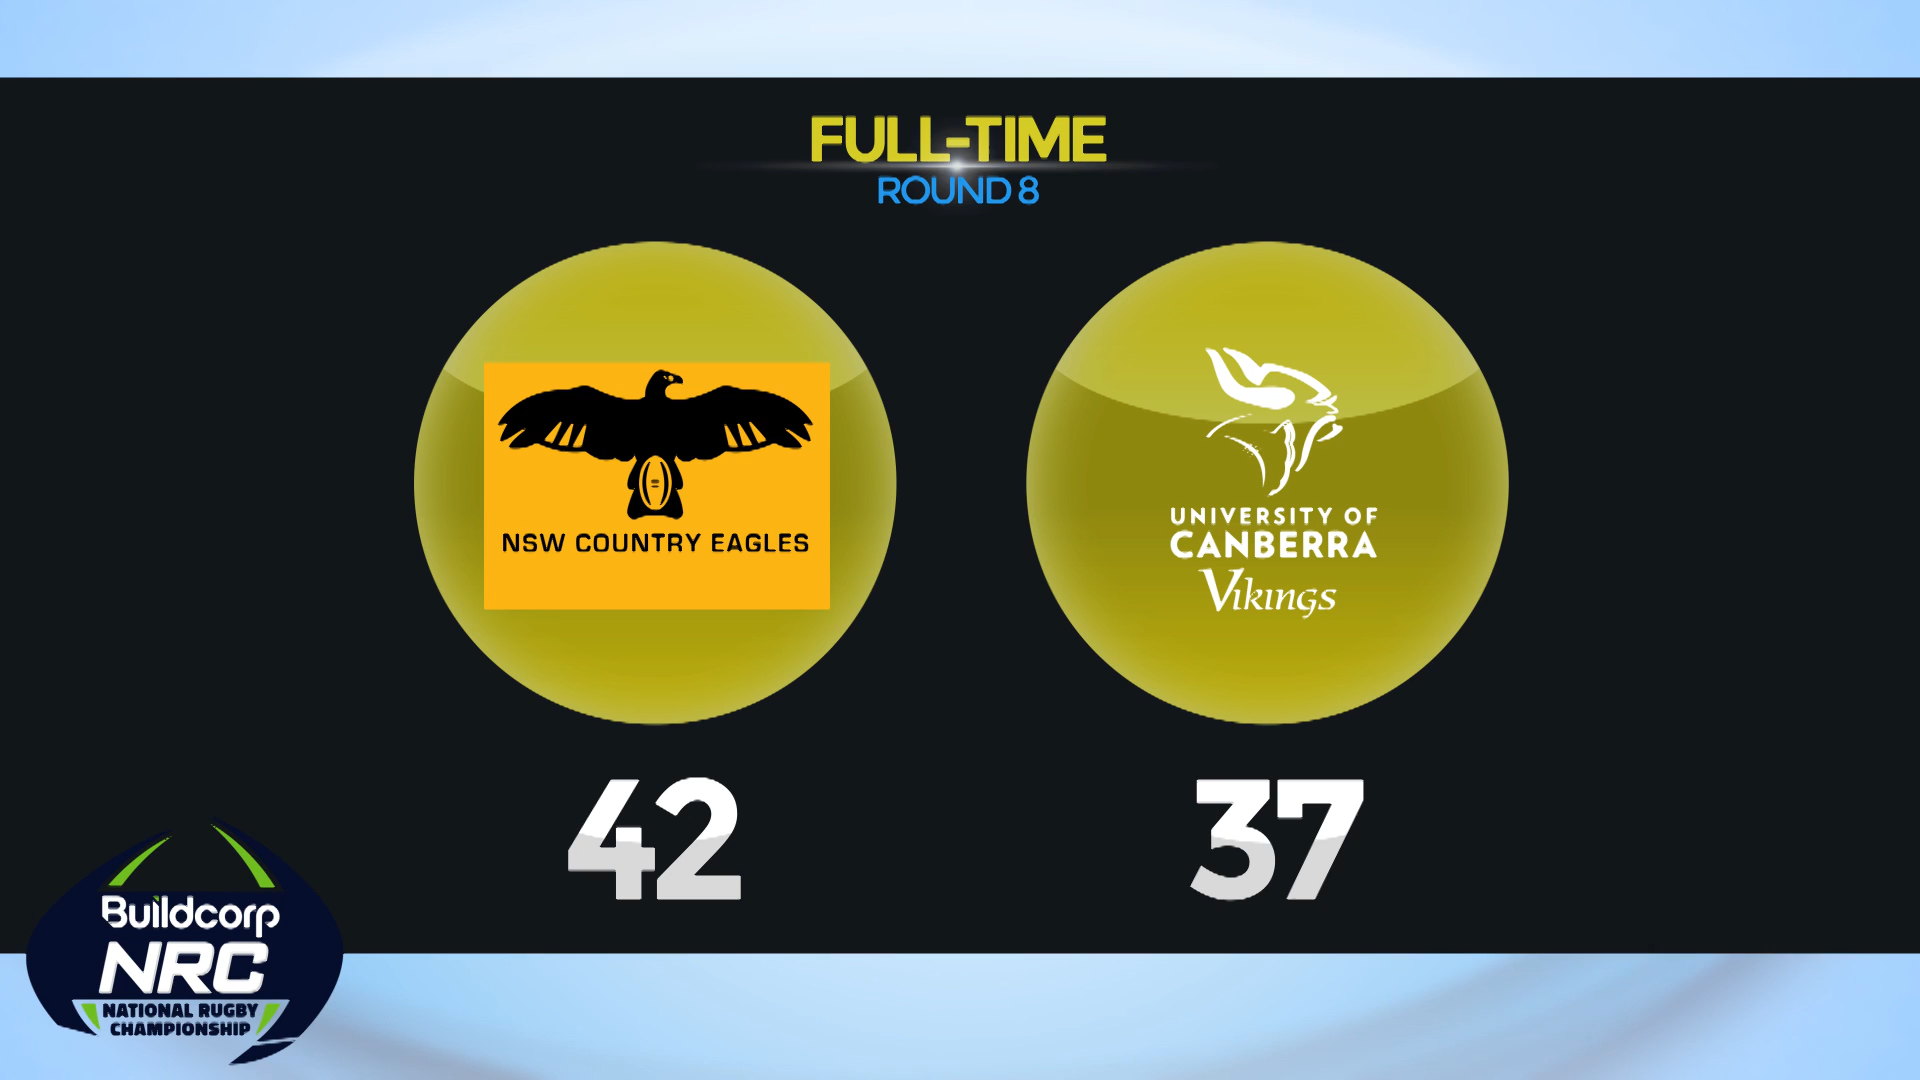 FULL-TIME
ROUND 8
NSW COUNTRY EAGLES
UNIVERSITY OF
CANBERRA
Vikings
42
37
Buildcorp
NRC
NATIONAL RUGBY
CHAMPIONSHIP